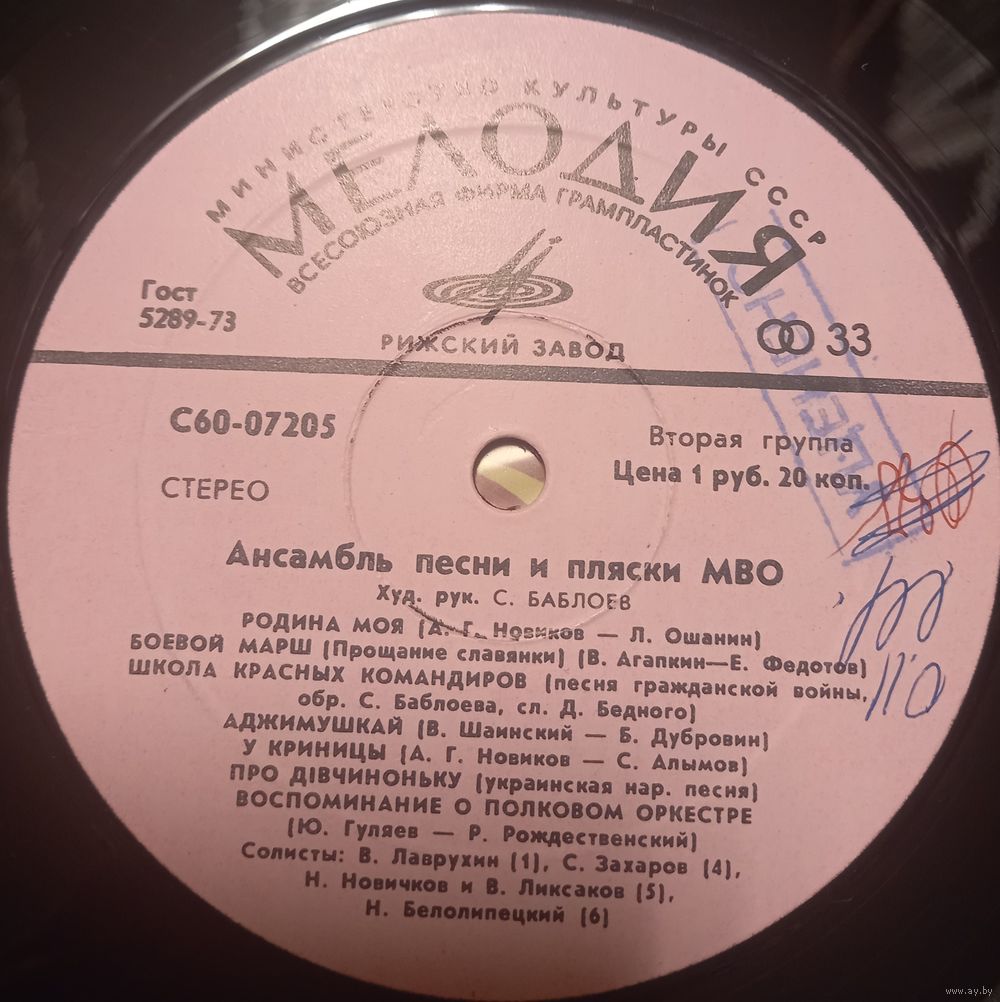 МИНИСТЕРСТВО КУЛЬТУРЫ СССР
МЕЛОДИЯ
ВСЕСОЮЗНАЯ ФИРМА ГРАМПЛАСТИНОК
Гост
5289-73
РИЖСКИЙ ЗАВОД
33
С60-07205
СТЕРЕО
Вторая группа
Цена 1 руб. 20 коп.
Ансамбль песни и пляски МВО
Худ. рук. С. БАБЛОЕВ
РОДИНА МОЯ (А. Г. Новиков — Л. Ошанин)
БОЕВОЙ МАРШ (Прощание славянки) (В. Агапкин—Е. Федотов)
ШКОЛА КРАСНЫХ КОМАНДИРОВ (песня гражданской войны,
обр. С. Баблоева, сл. Д. Бедного)
АДЖИМУШКАЙ (В. Шаинский — Б. Дубровин)
У КРИНИЦЫ (А. Г. Новиков — С. Алымов)
ПРО ДІВЧИНОНЬКУ (украинская нар. песня)
ВОСПОМИНАНИЕ О ПОЛКОВОМ ОРКЕСТРЕ
(Ю. Гуляев — Р. Рождественский)
Солисты: В. Лаврухин (1), С. Захаров (4),
Н. Новичков и В. Ликсаков (5),
Н. Белолипецкий (6)
www.ay.by